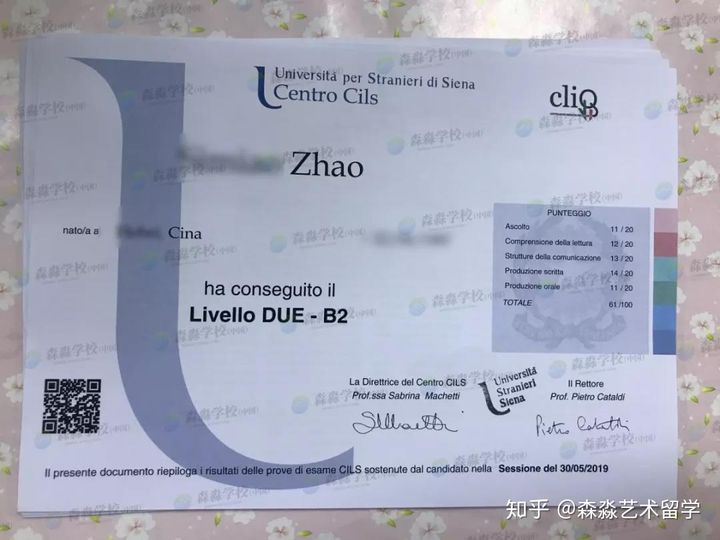 Università per Stranieri di Siena
Centro Cils
cliQ
Zhao
nato/a a
Cina
PUNTEGGIO
Ascolto 11 / 20
Comprensione della lettura 12 / 20
Strutture della comunicazione 13 / 20
Produzione scritta 14 / 20
Produzione orale 11 / 20
TOTALE 61 /100
ha conseguito il
Livello DUE - B2
La Direttrice del Centro CILS
Prof.ssa Sabrina Machetti
Università
Stranieri
Siena
Il Rettore
Prof. Pietro Cataldi
Pietro Cataldi
Il presente documento riepiloga i risultati delle prove di esame CILS sostenute dal candidato nella Sessione del 30/05/2019
森淼学校(中国)
知乎 @森淼艺术留学